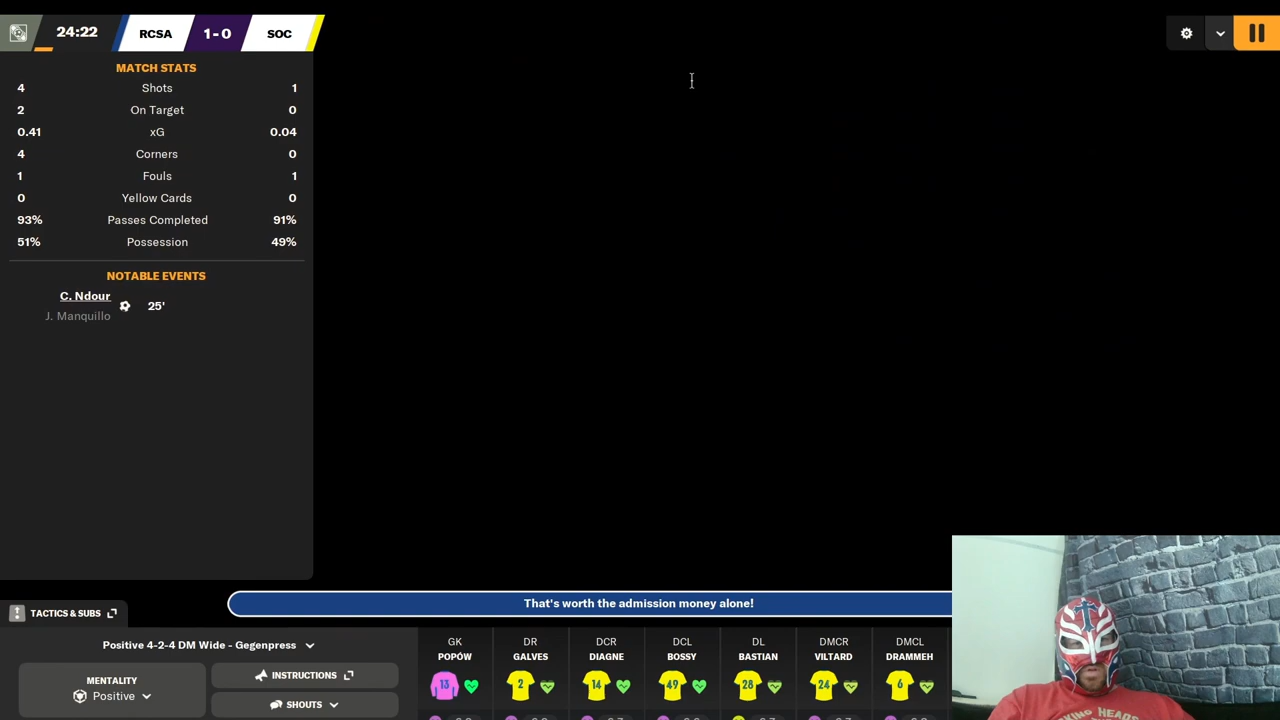 24:22 RCSA 1-0 SOC
MATCH STATS
4 Shots 1
2 On Target 0
0.41 xG 0.04
4 Corners 0
1 Fouls 1
0 Yellow Cards 0
93% Passes Completed 91%
51% Possession 49%
NOTABLE EVENTS
C. Ndour 25'
J. Manquillo
That's worth the admission money alone!
TACTICS & SUBS
Positive 4-2-4 DM Wide - Gegenpress
MENTALITY
Positive
INSTRUCTIONS
SHOUTS
GK DR DCR DCL DL DMCR DMCL
POPÓW GALVES DIAGNE BOSSY BASTIAN VILTARD DRAMMEH
13 2 14 49 28 24 6